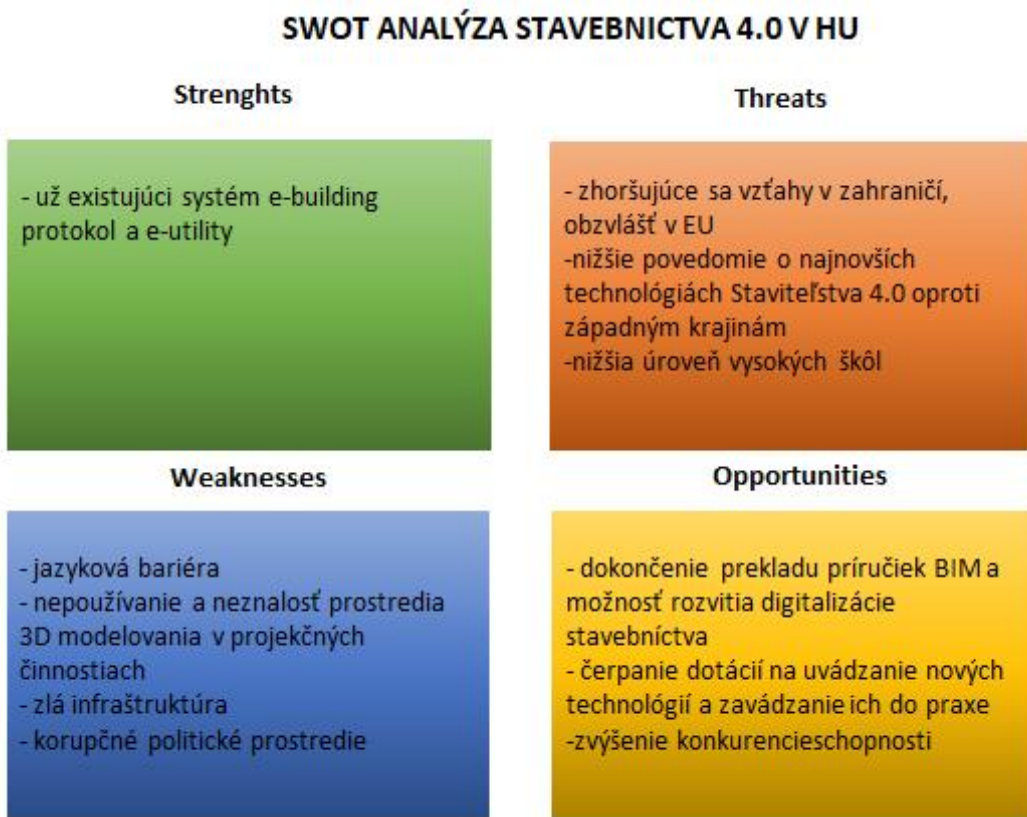 SWOT ANALÝZA STAVEBNICTVA 4.0 V HU
Strenghts
- už existujúci systém e-building
protokol a e-utility
Threats
- zhoršujúce sa vzťahy v zahraničí,
obzvlášť v EU
-nižšie povedomie o najnovších
technológiách Staviteľstva 4.0 oproti
západným krajinám
-nižšia úroveň vysokých škôl
Weaknesses
- jazyková bariéra
- nepoužívanie a neznalosť prostredia
3D modelovania v projekčných
činnostiach
- zlá infraštruktúra
- korupčné politické prostredie
Opportunities
- dokončenie prekladu príručiek BIM a
možnosť rozvitia digitalizácie
stavebníctva
- čerpanie dotácií na uvádzanie nových
technológií a zavádzanie ich do praxe
-zvýšenie konkurencieschopnosti